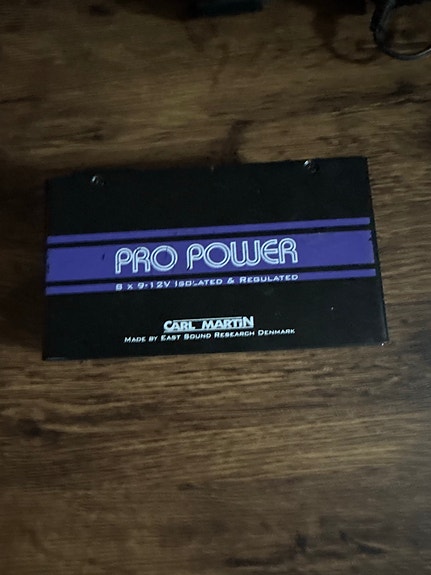 PRO POWER
8 x 9-12V Isolated & Regulated
CARL MARTIN
Made by East Sound Research Denmark